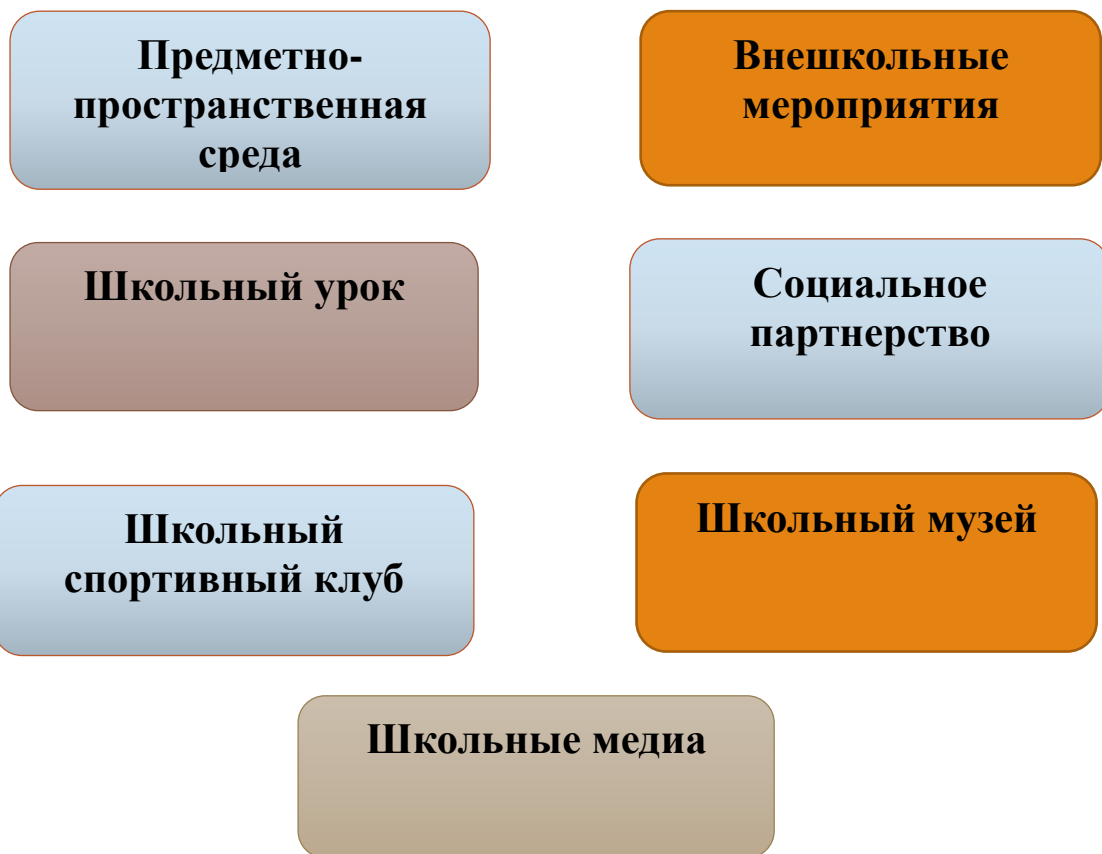 Предметно-
пространственная
среда
Внешкольные
мероприятия
Школьный урок
Социальное
партнерство
Школьный
спортивный клуб
Школьный музей
Школьные медиа